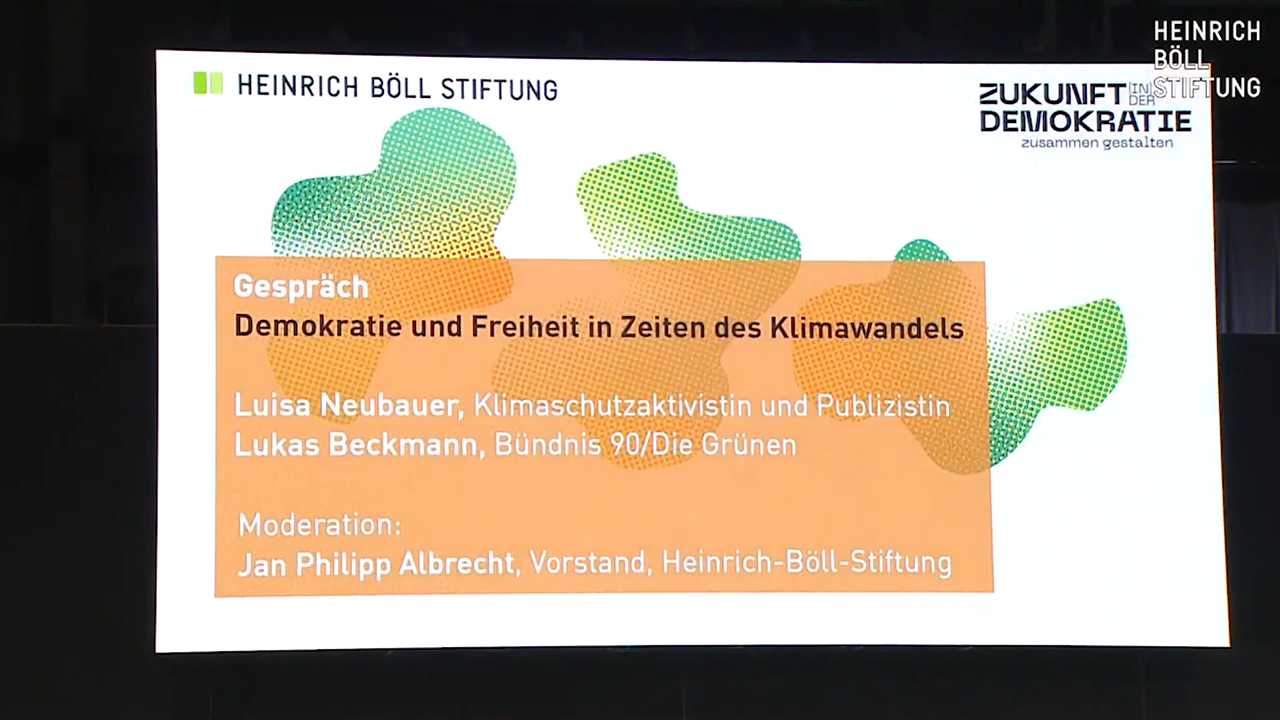 HEINRICH
BÖLL
STIFTUNG
HEINRICH BÖLL STIFTUNG
ZUKUNFT [IN]
DER
DEMOKRATIE
zusammen gestalten
Gespräch
Demokratie und Freiheit in Zeiten des Klimawandels
Luisa Neubauer, Klimaschutzaktivistin und Publizistin
Lukas Beckmann, Bündnis 90/Die Grünen
Moderation:
Jan Philipp Albrecht, Vorstand, Heinrich-Böll-Stiftung